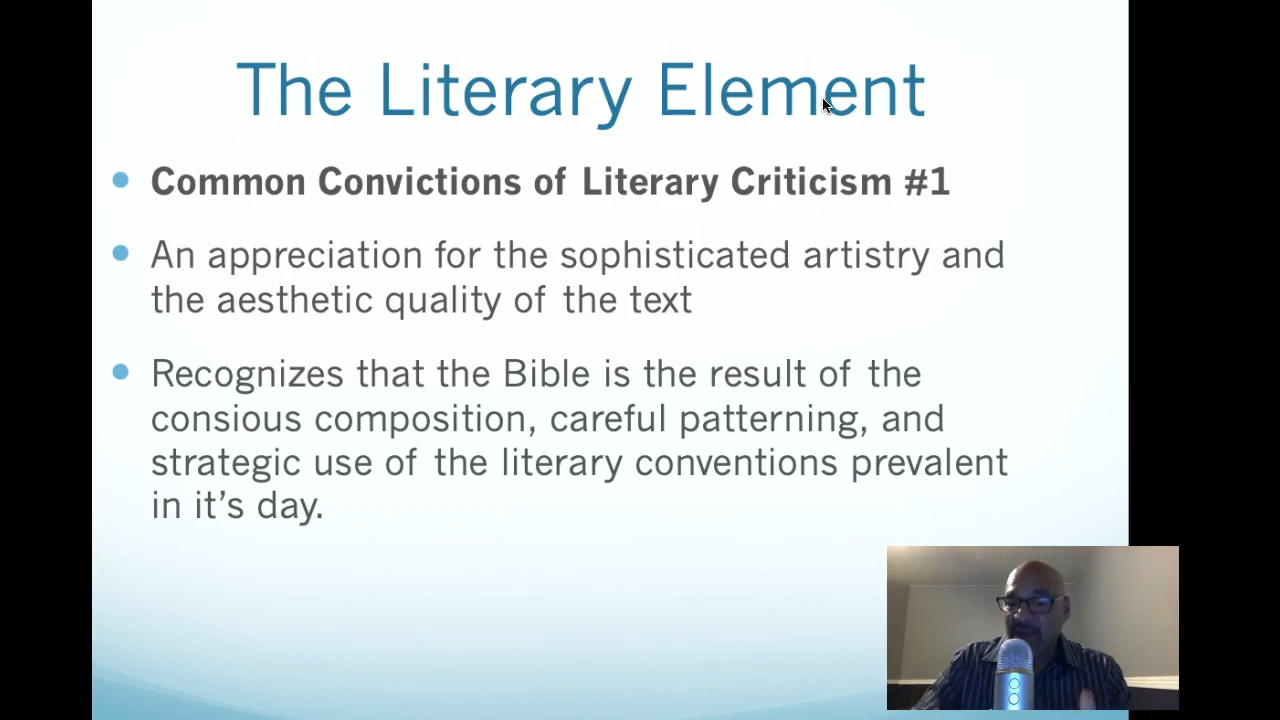 The Literary Element
Common Convictions of Literary Criticism #1
An appreciation for the sophisticated artistry and
the aesthetic quality of the text
Recognizes that the Bible is the result of the
consious composition, careful patterning, and
strategic use of the literary conventions prevalent
in it’s day.